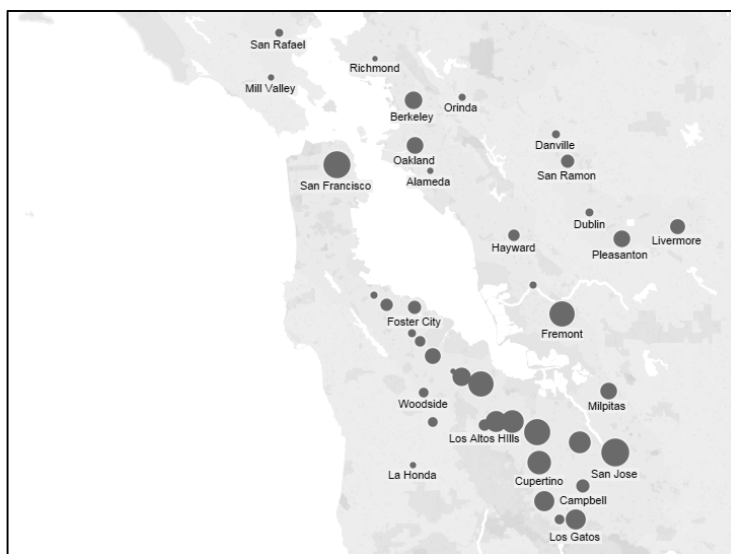 San Rafael
Richmond
Mill Valley
Orinda
Berkeley
Danville
Oakland
San Ramon
San Francisco
Alameda
Dublin
Livermore
Hayward
Pleasanton
Foster City
Fremont
Woodside
Milpitas
Los Altos HIlls
La Honda
San Jose
Cupertino
Campbell
Los Gatos